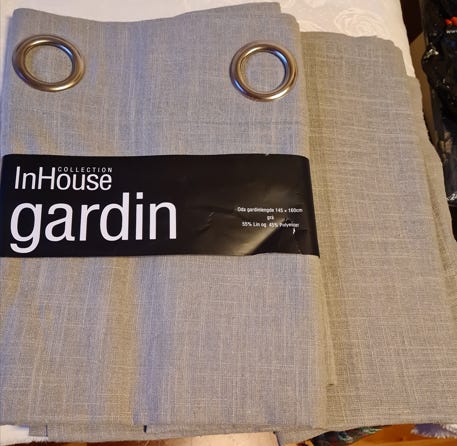 COLLECTION
InHouse
gardin
Oda gardinlengde 145 x 160cm
grå
55% Lin og 45% Polyester